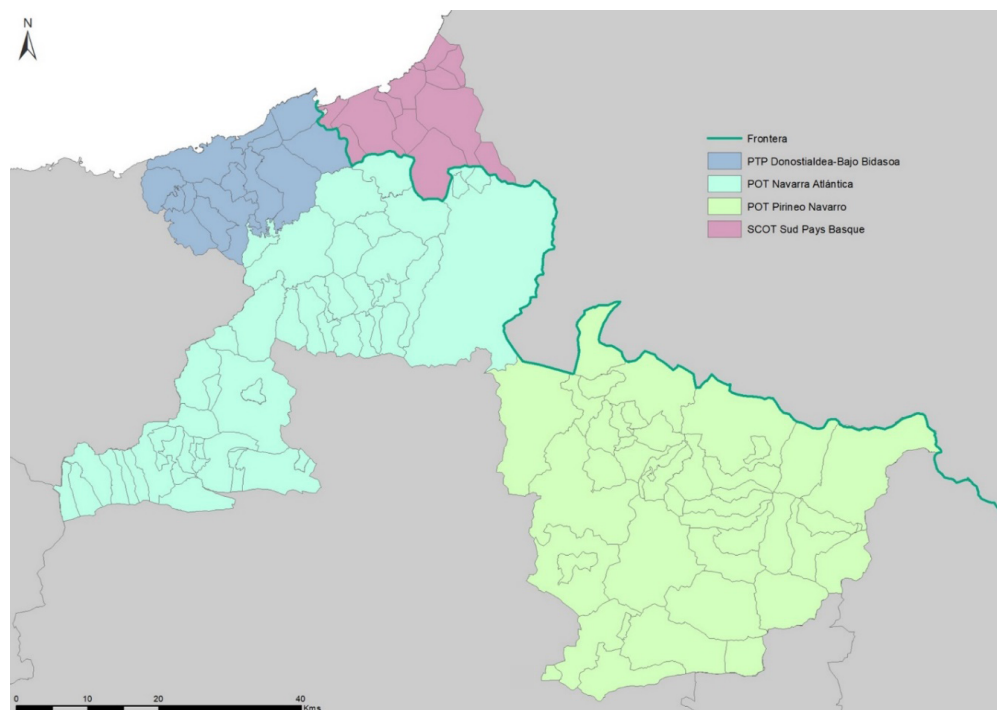 N
Frontera
PTP Donostialdea-Bajo Bidasoa
POT Navarra Atlántica
POT Pirineo Navarro
SCOT Sud Pays Basque
0 10 20 40
Kms